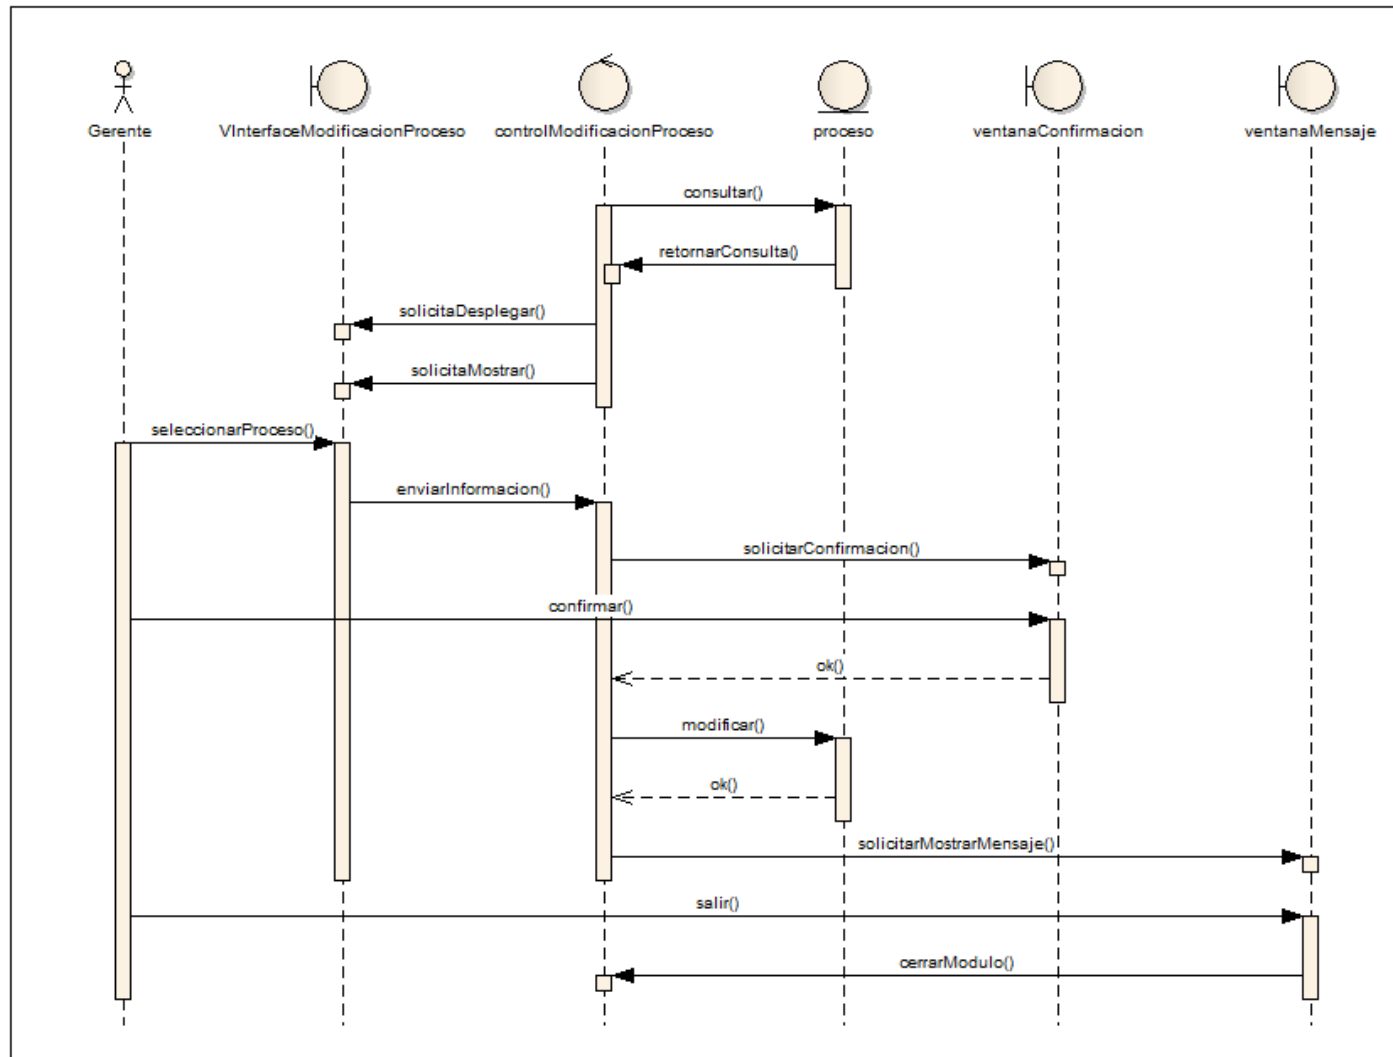 Gerente
VInterfaceModificacionProceso
controlModificacionProceso
proceso
ventanaConfirmacion
ventanaMensaje
consultar()
retornarConsulta()
solicitaDesplegar()
solicitaMostrar()
seleccionarProceso()
enviarInformacion()
solicitarConfirmacion()
confirmar()
ok()
modificar()
ok()
solicitarMostrarMensaje()
salir()
cerrarModulo()